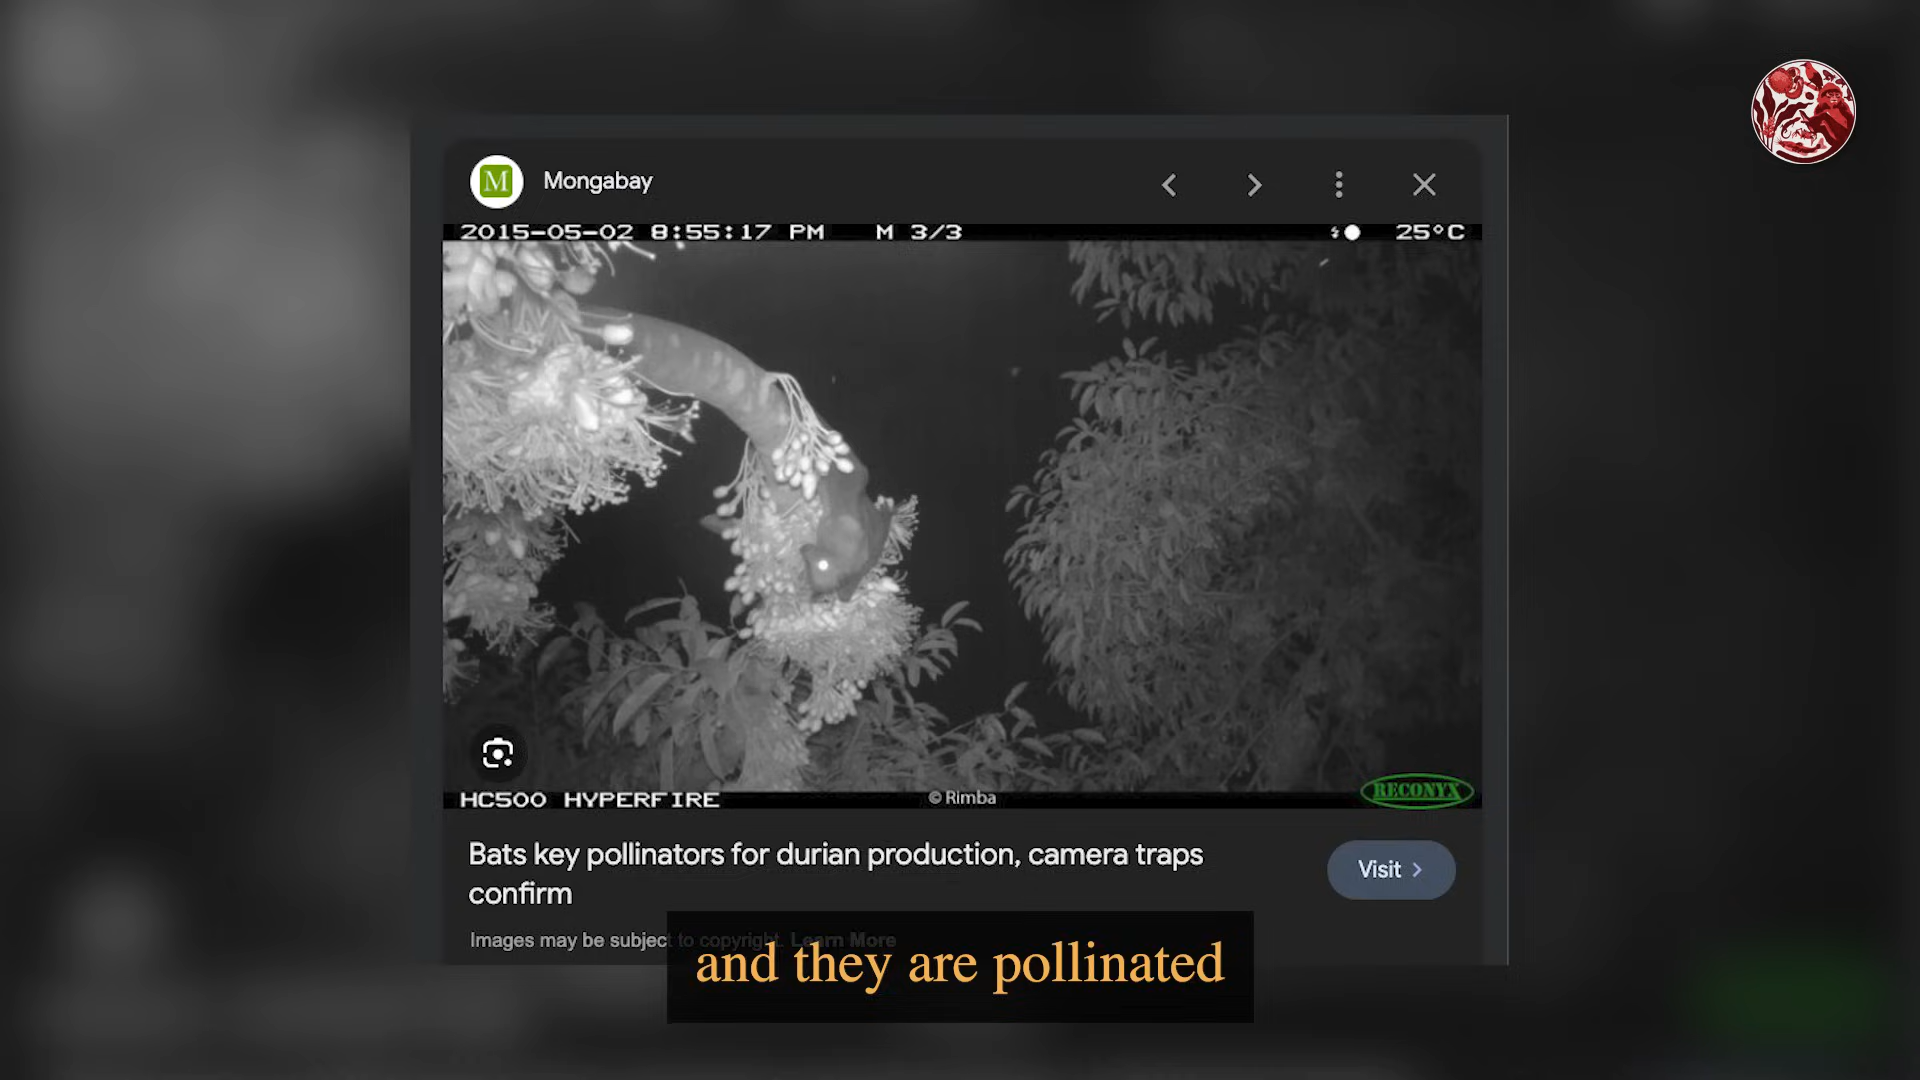 M Mongabay
2015-05-02 8:55:17 PM M 3/3 25°C
HC500 HYPERFIRE © Rimba RECONYX
Bats key pollinators for durian production, camera traps
confirm
Visit
Images may be subject to copyright. Learn More
and they are pollinated